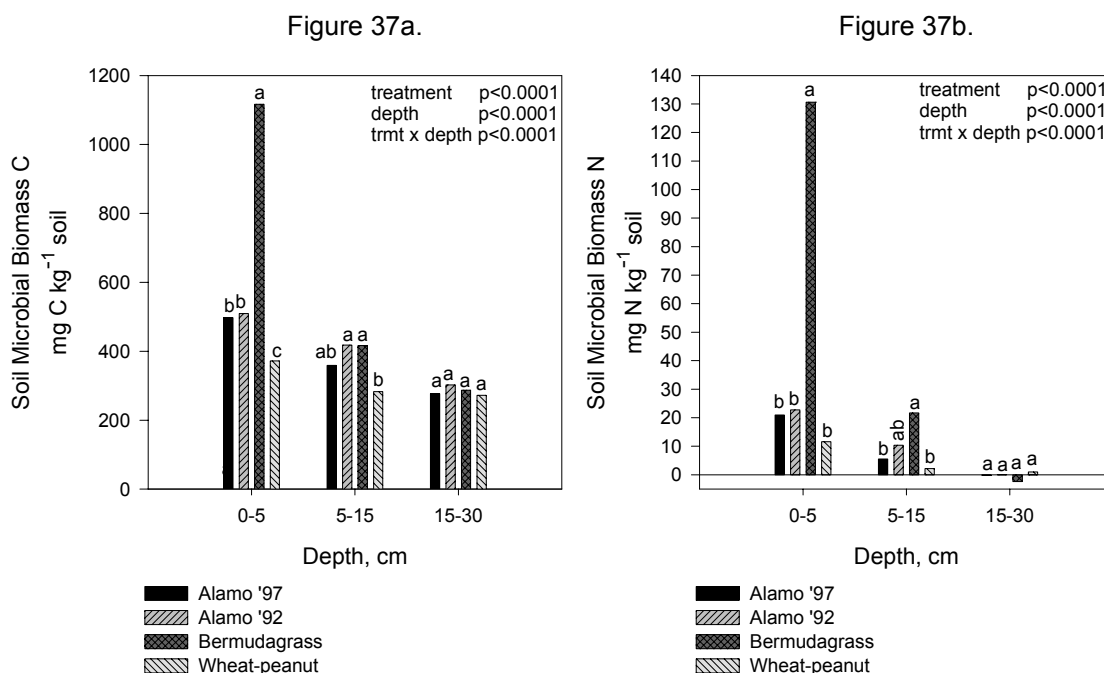 Figure 37a.
1200
1000
800
600
400
200
0
Soil Microbial Biomass C
mg C kg⁻¹ soil
treatment p<0.0001
depth p<0.0001
trmt x depth p<0.0001
b b a c
ab a a b
a a a a
0-5 5-15 15-30
Depth, cm
Alamo '97
Alamo '92
Bermudagrass
Wheat-peanut
Figure 37b.
140
130
120
110
100
90
80
70
60
50
40
30
20
10
0
Soil Microbial Biomass N
mg N kg⁻¹ soil
treatment p<0.0001
depth p<0.0001
trmt x depth p<0.0001
b b a b
b ab a b
a a a a
0-5 5-15 15-30
Depth, cm
Alamo '97
Alamo '92
Bermudagrass
Wheat-peanut